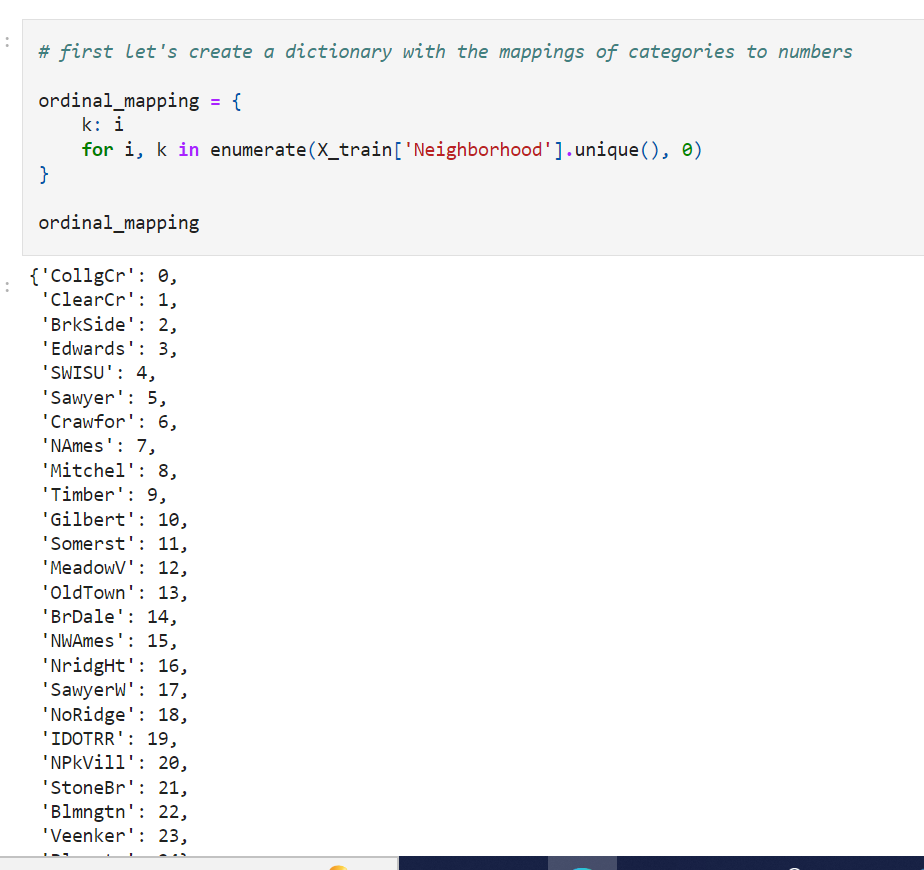 # first let's create a dictionary with the mappings of categories to numbers
ordinal_mapping = {
    k: i
    for i, k in enumerate(X_train['Neighborhood'].unique(), 0)
}
ordinal_mapping
{'CollgCr': 0,
 'ClearCr': 1,
 'BrkSide': 2,
 'Edwards': 3,
 'SWISU': 4,
 'Sawyer': 5,
 'Crawfor': 6,
 'NAmes': 7,
 'Mitchel': 8,
 'Timber': 9,
 'Gilbert': 10,
 'Somerst': 11,
 'MeadowV': 12,
 'OldTown': 13,
 'BrDale': 14,
 'NWAmes': 15,
 'NridgHt': 16,
 'SawyerW': 17,
 'NoRidge': 18,
 'IDOTRR': 19,
 'NPkVill': 20,
 'StoneBr': 21,
 'Blmngtn': 22,
 'Veenker': 23,